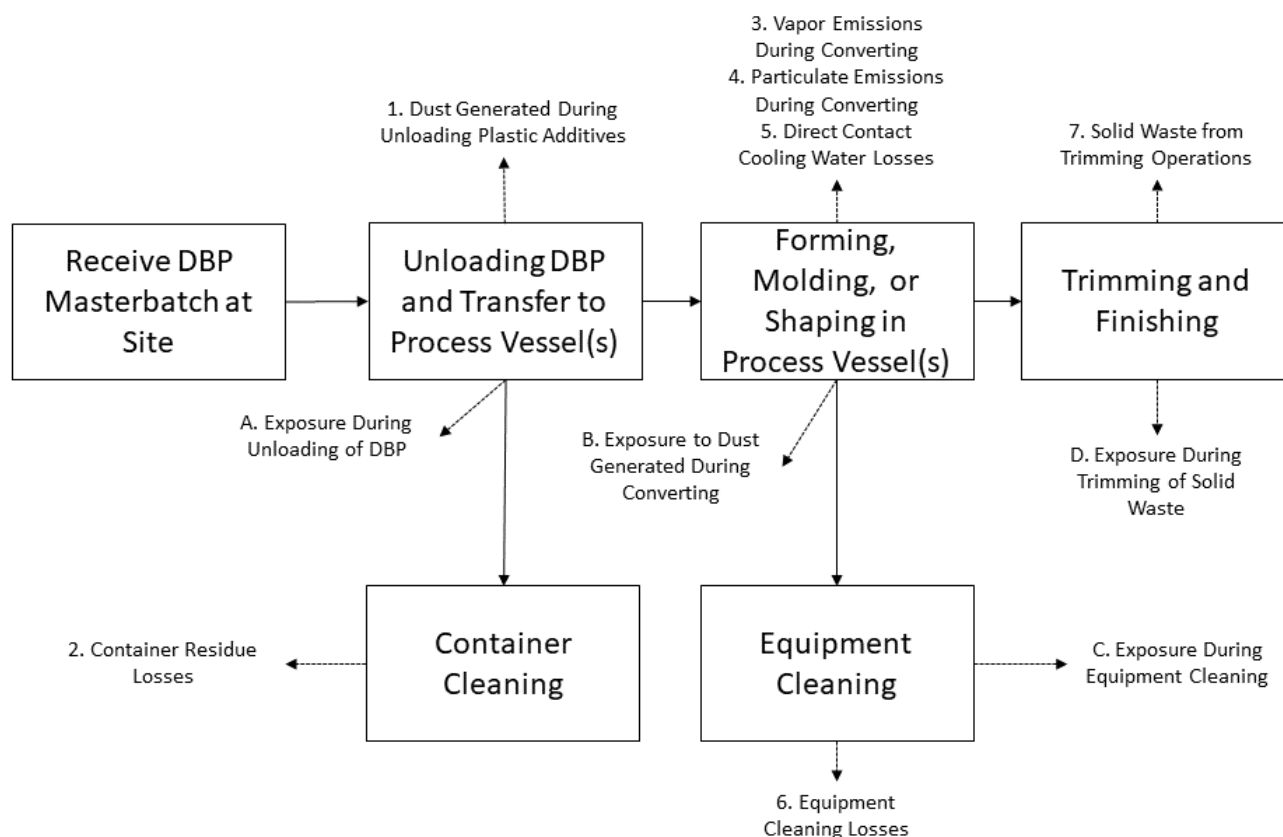 3. Vapor Emissions
During Converting
4. Particulate Emissions
During Converting
5. Direct Contact
Cooling Water Losses
1. Dust Generated During
Unloading Plastic Additives
7. Solid Waste from
Trimming Operations
Receive DBP
Masterbatch at
Site
Unloading DBP
and Transfer to
Process Vessel(s)
Forming,
Molding, or
Shaping in
Process Vessel(s)
Trimming and
Finishing
A. Exposure During
Unloading of DBP
B. Exposure to Dust
Generated During
Converting
D. Exposure During
Trimming of Solid
Waste
2. Container Residue
Losses
Container
Cleaning
Equipment
Cleaning
C. Exposure During
Equipment Cleaning
6. Equipment
Cleaning Losses